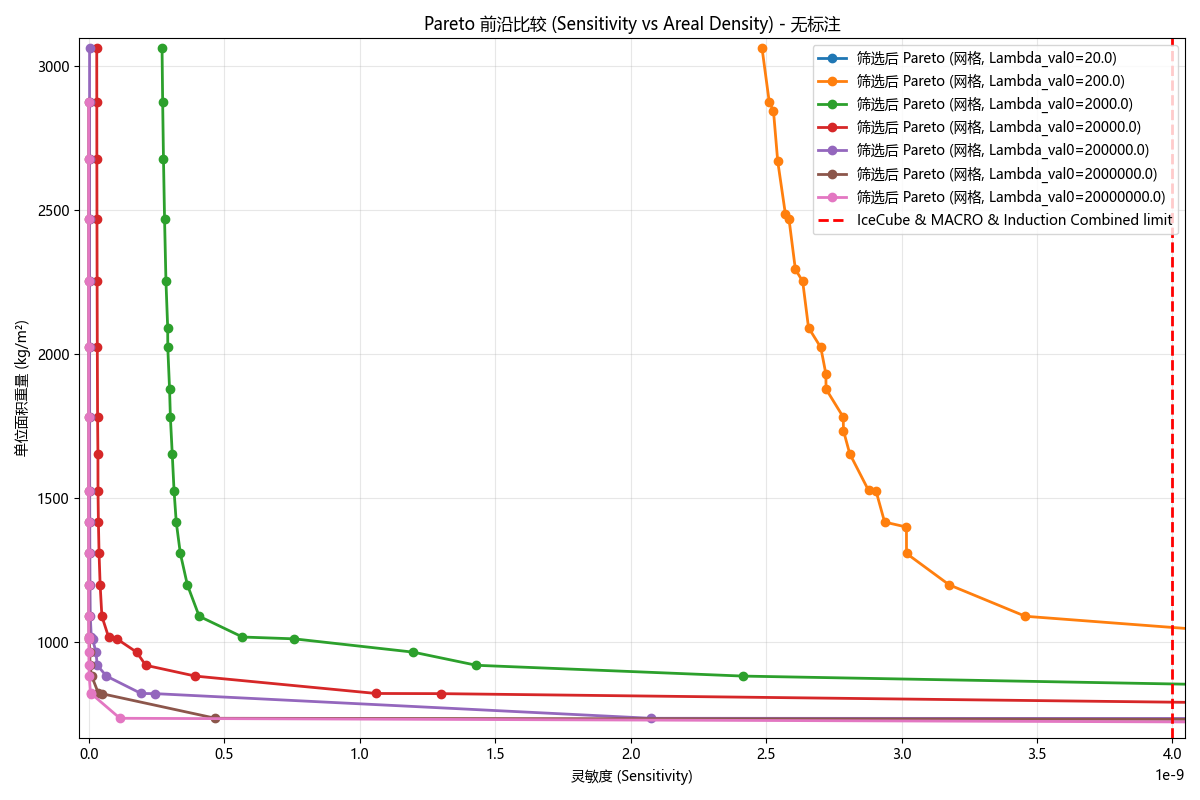 Pareto 前沿比较 (Sensitivity vs Areal Density) - 无标注
筛选后 Pareto (网格, Lambda_val0=20.0)
筛选后 Pareto (网格, Lambda_val0=200.0)
筛选后 Pareto (网格, Lambda_val0=2000.0)
筛选后 Pareto (网格, Lambda_val0=20000.0)
筛选后 Pareto (网格, Lambda_val0=200000.0)
筛选后 Pareto (网格, Lambda_val0=2000000.0)
筛选后 Pareto (网格, Lambda_val0=20000000.0)
IceCube & MACRO & Induction Combined limit
单位面积重量 (kg/m²)
3000
2500
2000
1500
1000
0.0 0.5 1.0 1.5 2.0 2.5 3.0 3.5 4.0
1e-9
灵敏度 (Sensitivity)